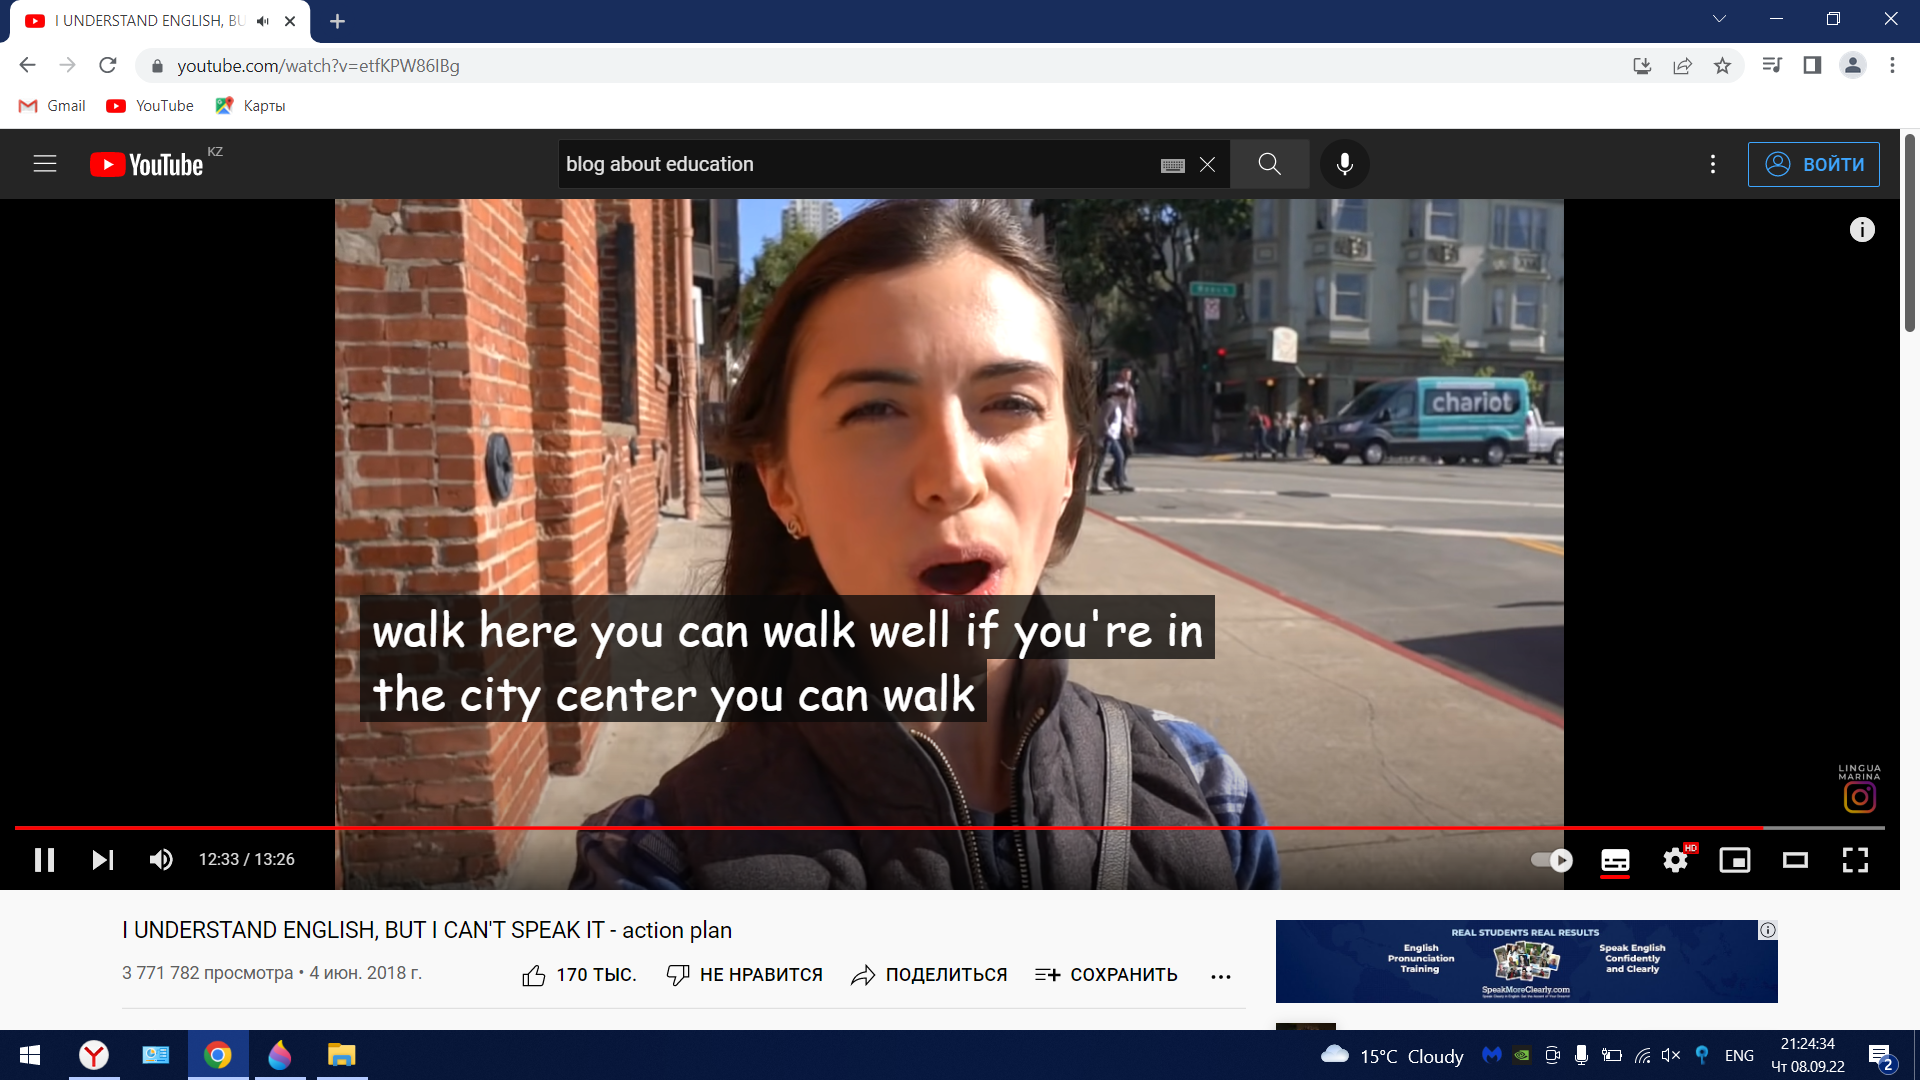 I UNDERSTAND ENGLISH, BU
youtube.com/watch?v=etfKPW86IBg
Gmail
YouTube
Карты
YouTube KZ
blog about education
ВОЙТИ
chariot
walk here you can walk well if you're in
the city center you can walk
LINGUA
MARINA
12:33 / 13:26
HD
I UNDERSTAND ENGLISH, BUT I CAN'T SPEAK IT - action plan
3 771 782 просмотра • 4 июн. 2018 г.
170 ТЫС.
НЕ НРАВИТСЯ
ПОДЕЛИТЬСЯ
СОХРАНИТЬ
REAL STUDENTS REAL RESULTS
English
Pronunciation
Training
Speak English
Confidently
and Clearly
SpeakMoreClearly.com
15°C Cloudy
ENG
21:24:34
Чт 08.09.22
2